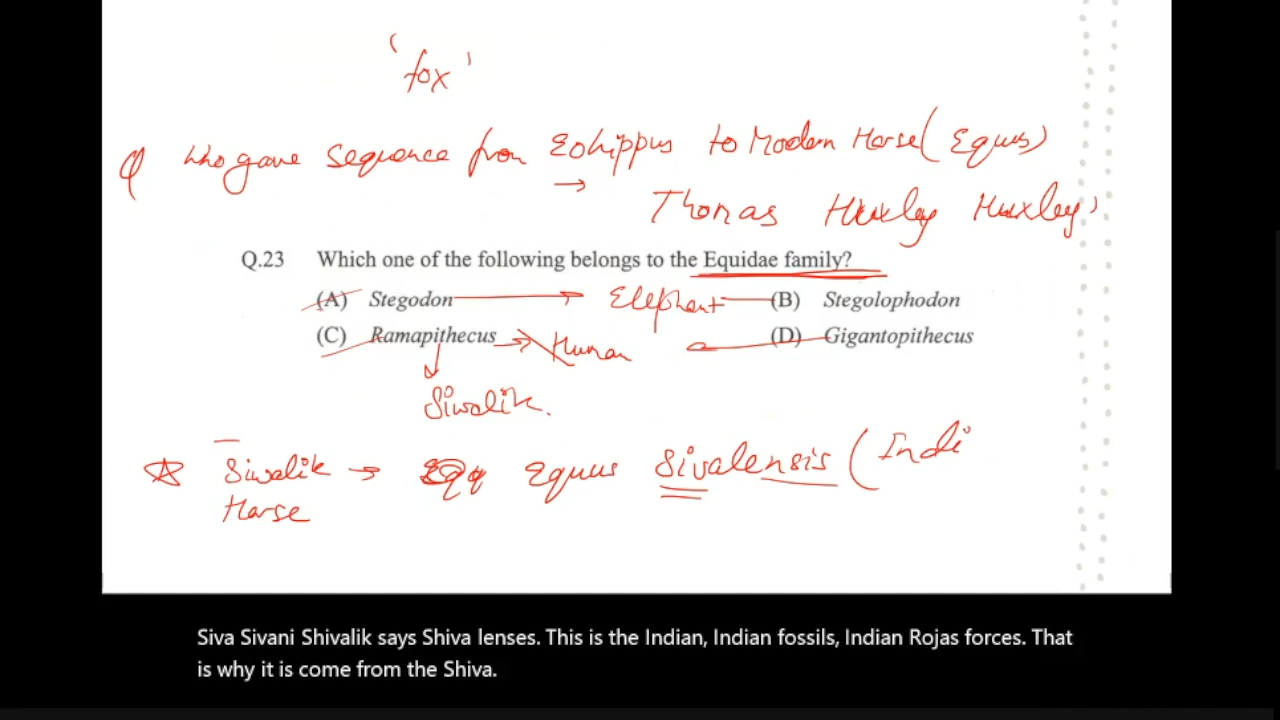 'fox'
Q who gave sequence from Eohippus to Modern Horse (Equus)
→ Thomas Huxley Huxley'
Q.23 Which one of the following belongs to the Equidae family?
(A) Stegodon → Elephant (B) Stegolophodon
(C) Ramapithecus → Human (D) Gigantopithecus
Siwalik.
Siwalik → Equus Sivalensis (Indi
Horse
Siva Sivani Shivalik says Shiva lenses. This is the Indian, Indian fossils, Indian Rojas forces. That
is why it is come from the Shiva.